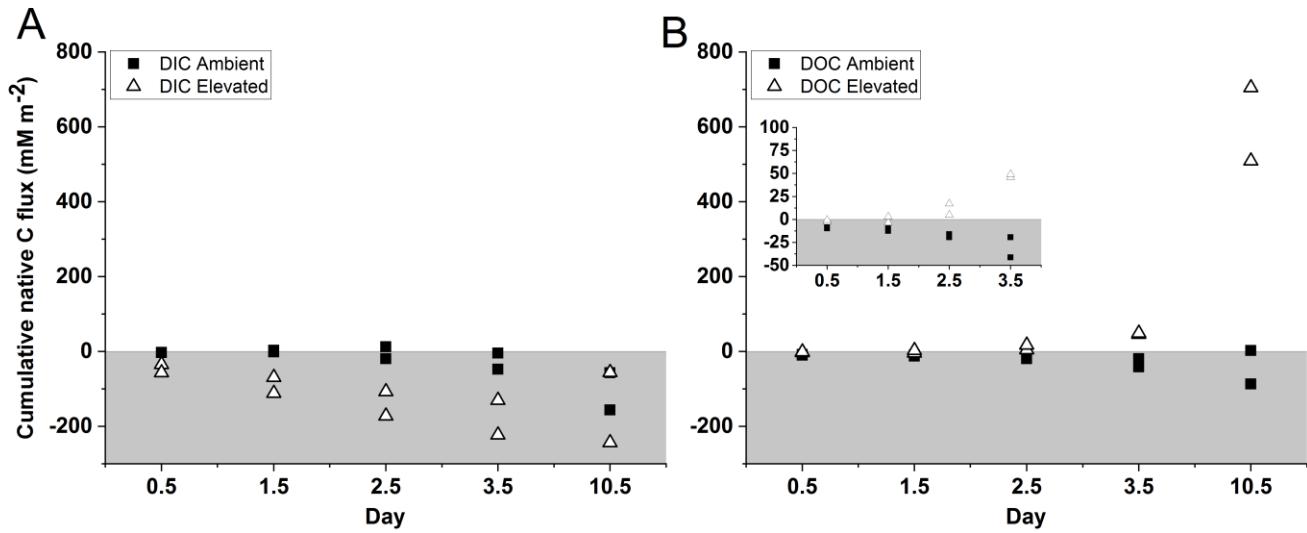 A
800
600
400
200
0
-200
Cumulative native C flux (mM m⁻²)
DIC Ambient
DIC Elevated
0.5 1.5 2.5 3.5 10.5
Day
B
800
600
400
200
0
-200
DOC Ambient
DOC Elevated
100
75
50
25
0
-25
-50
0.5 1.5 2.5 3.5
0.5 1.5 2.5 3.5 10.5
Day